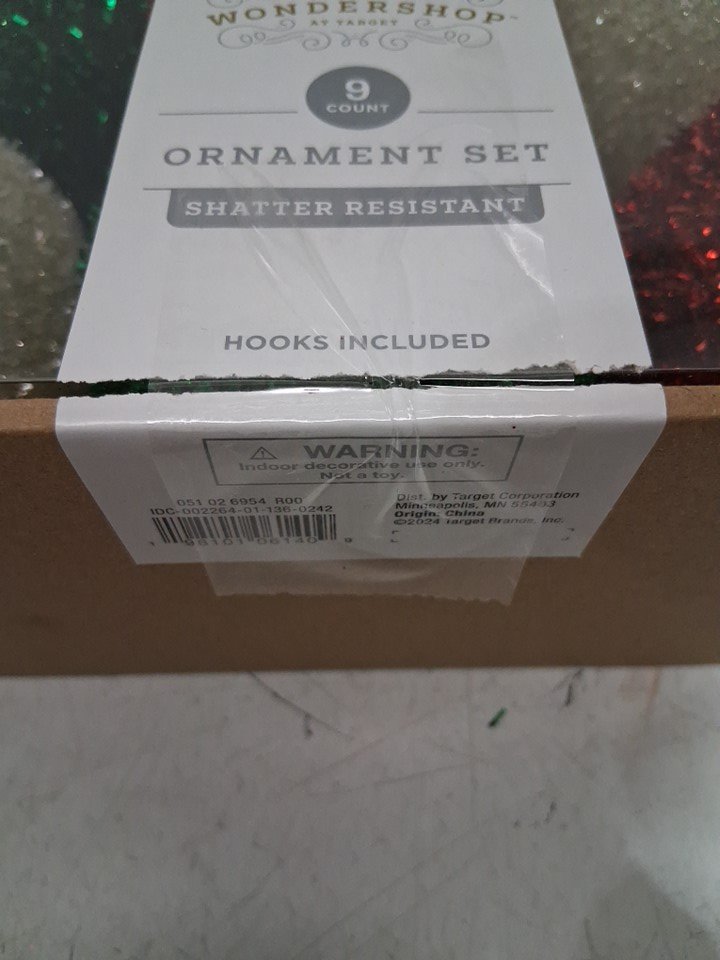 WONDERSHOP™
AT TARGET
9
COUNT
ORNAMENT SET
SHATTER RESISTANT
HOOKS INCLUDED
WARNING:
Indoor decorative use only.
Not a toy.
051 02 6954 R00
IDC-002264-01-136-0242
Dist. by Target Corporation
Minneapolis, MN 55403
Origin: China
©2024 Target Brands, Inc.